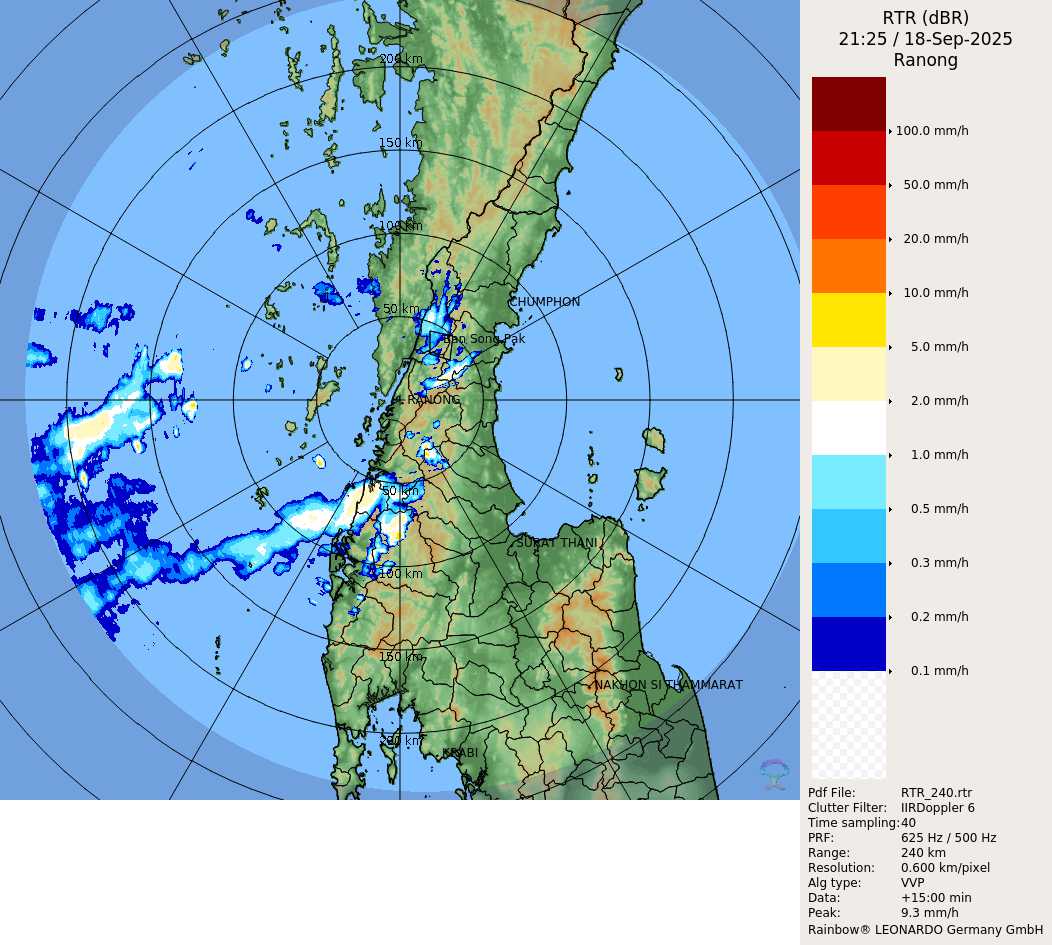 RTR (dBR)
21:25 / 18-Sep-2025
Ranong
200 km
150 km
100 km
50 km
CHUMPHON
Ban Song Pak
RANONG
50 km
SURAT THANI
100 km
150 km
NAKHON SI THAMMARAT
200 km
KRABI
100.0 mm/h
50.0 mm/h
20.0 mm/h
10.0 mm/h
5.0 mm/h
2.0 mm/h
1.0 mm/h
0.5 mm/h
0.3 mm/h
0.2 mm/h
0.1 mm/h
Pdf File: RTR_240.rtr
Clutter Filter: IIRDoppler 6
Time sampling: 40
PRF: 625 Hz / 500 Hz
Range: 240 km
Resolution: 0.600 km/pixel
Alg type: VVP
Data: +15:00 min
Peak: 9.3 mm/h
Rainbow® LEONARDO Germany GmbH